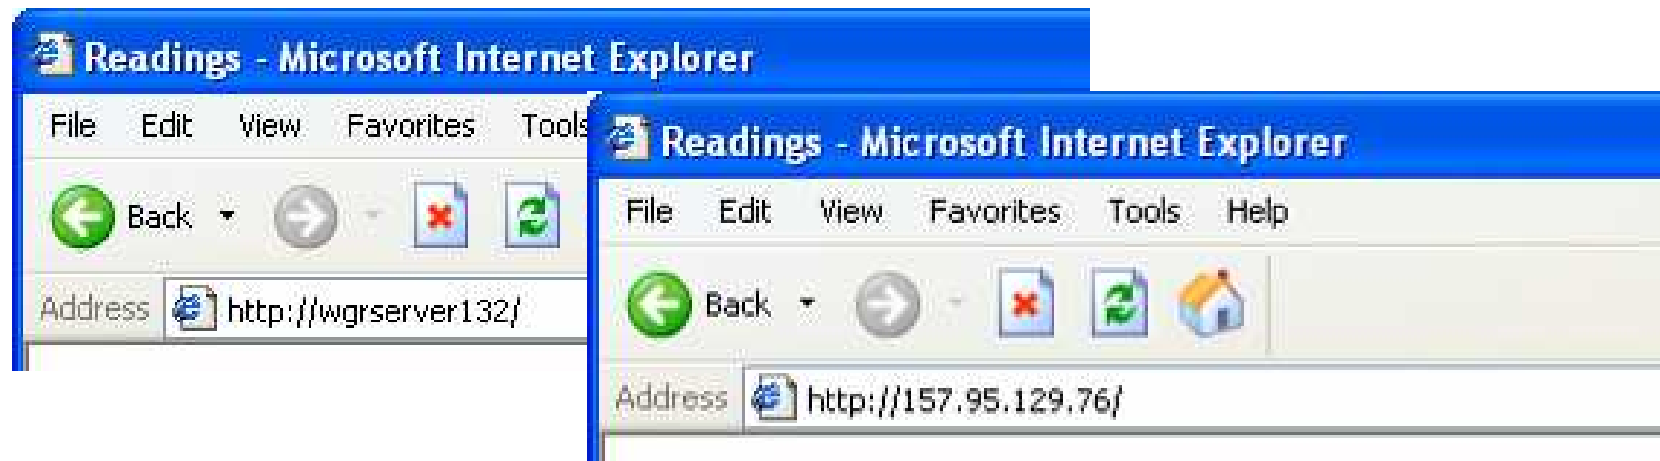 Readings - Microsoft Internet Explorer
File Edit View Favorites Tools
Back
Address http://wgrserver132/
Readings - Microsoft Internet Explorer
File Edit View Favorites Tools Help
Back
Address http://157.95.129.76/